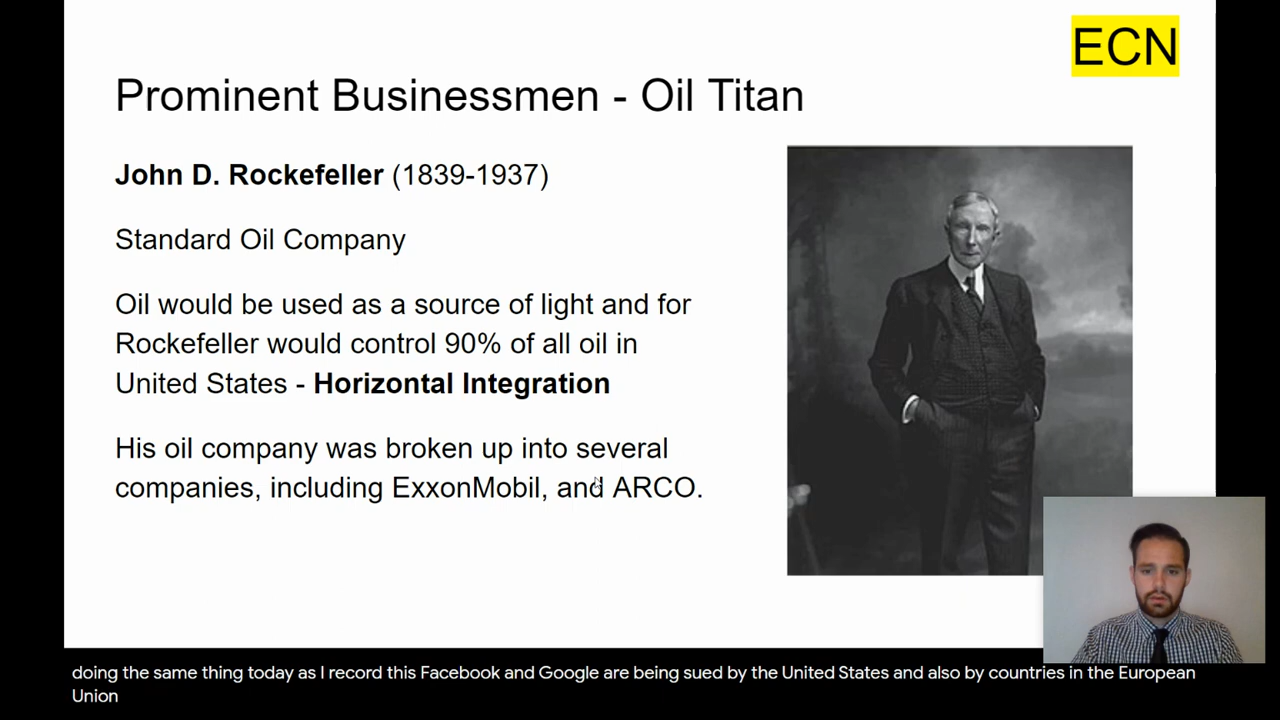 ECN
Prominent Businessmen - Oil Titan
John D. Rockefeller (1839-1937)
Standard Oil Company
Oil would be used as a source of light and for
Rockefeller would control 90% of all oil in
United States - Horizontal Integration
His oil company was broken up into several
companies, including ExxonMobil, and ARCO.
doing the same thing today as I record this Facebook and Google are being sued by the United States and also by countries in the European
Union